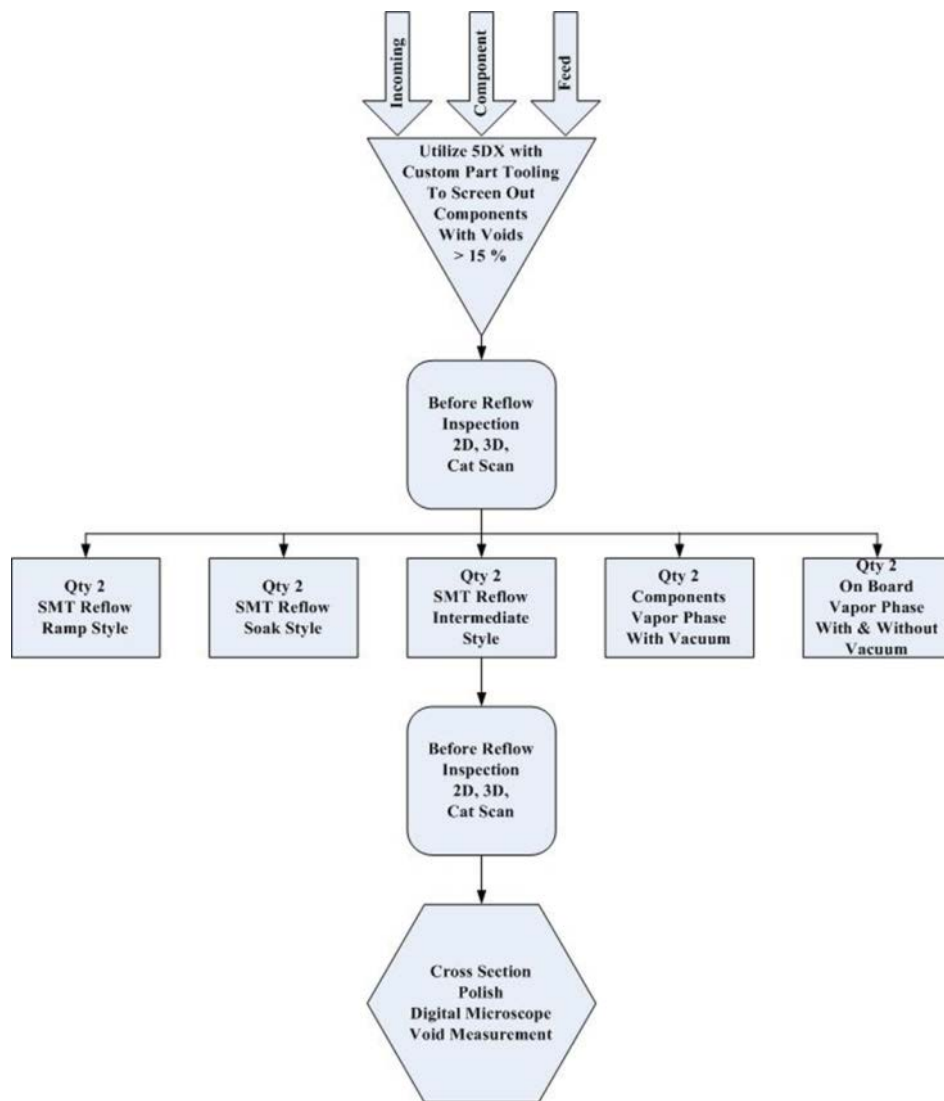 Incoming
Component
Feed
Utilize 5DX with
Custom Part Tooling
To Screen Out
Components
With Voids
> 15 %
Before Reflow
Inspection
2D, 3D,
Cat Scan
Qty 2
SMT Reflow
Ramp Style
Qty 2
SMT Reflow
Soak Style
Qty 2
SMT Reflow
Intermediate
Style
Qty 2
Components
Vapor Phase
With Vacuum
Qty 2
On Board
Vapor Phase
With & Without
Vacuum
Before Reflow
Inspection
2D, 3D,
Cat Scan
Cross Section
Polish
Digital Microscope
Void Measurement